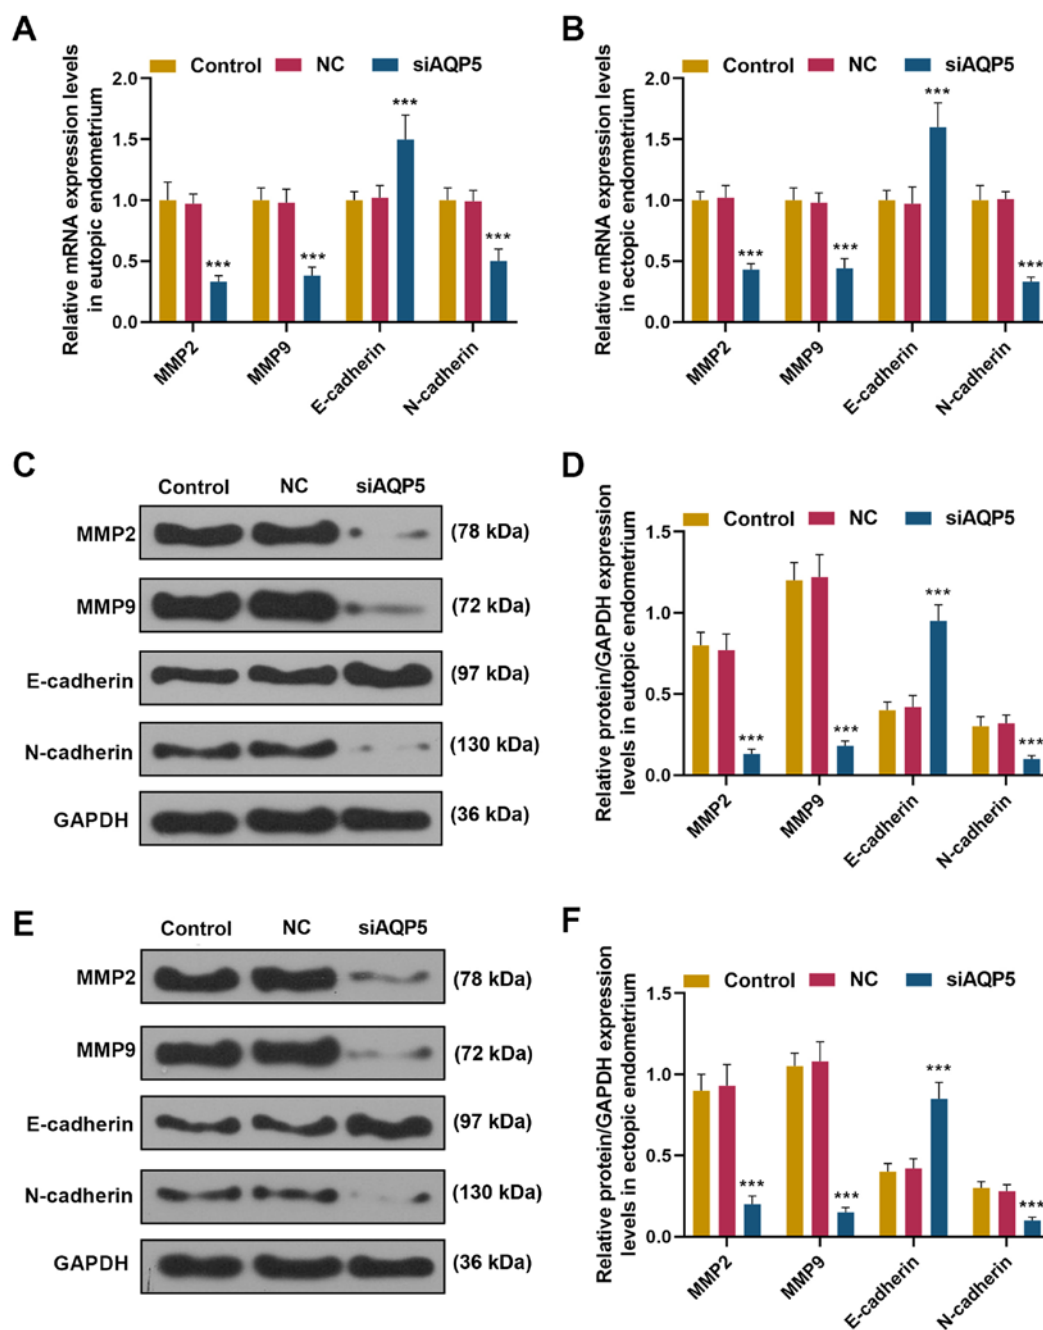 A
Control NC siAQP5
Relative mRNA expression levels
in eutopic endometrium
2.0
1.5
1.0
0.5
0.0
***
***
***
***
MMP2
MMP9
E-cadherin
N-cadherin
B
Control NC siAQP5
Relative mRNA expression levels
in ectopic endometrium
2.0
1.5
1.0
0.5
0.0
***
***
***
***
MMP2
MMP9
E-cadherin
N-cadherin
C
Control NC siAQP5
MMP2 (78 kDa)
MMP9 (72 kDa)
E-cadherin (97 kDa)
N-cadherin (130 kDa)
GAPDH (36 kDa)
D
Control NC siAQP5
Relative protein/GAPDH expression
levels in eutopic endometrium
1.5
1.0
0.5
0.0
***
***
***
***
MMP2
MMP9
E-cadherin
N-cadherin
E
Control NC siAQP5
MMP2 (78 kDa)
MMP9 (72 kDa)
E-cadherin (97 kDa)
N-cadherin (130 kDa)
GAPDH (36 kDa)
F
Control NC siAQP5
Relative protein/GAPDH expression
levels in ectopic endometrium
1.5
1.0
0.5
0.0
***
***
***
***
MMP2
MMP9
E-cadherin
N-cadherin